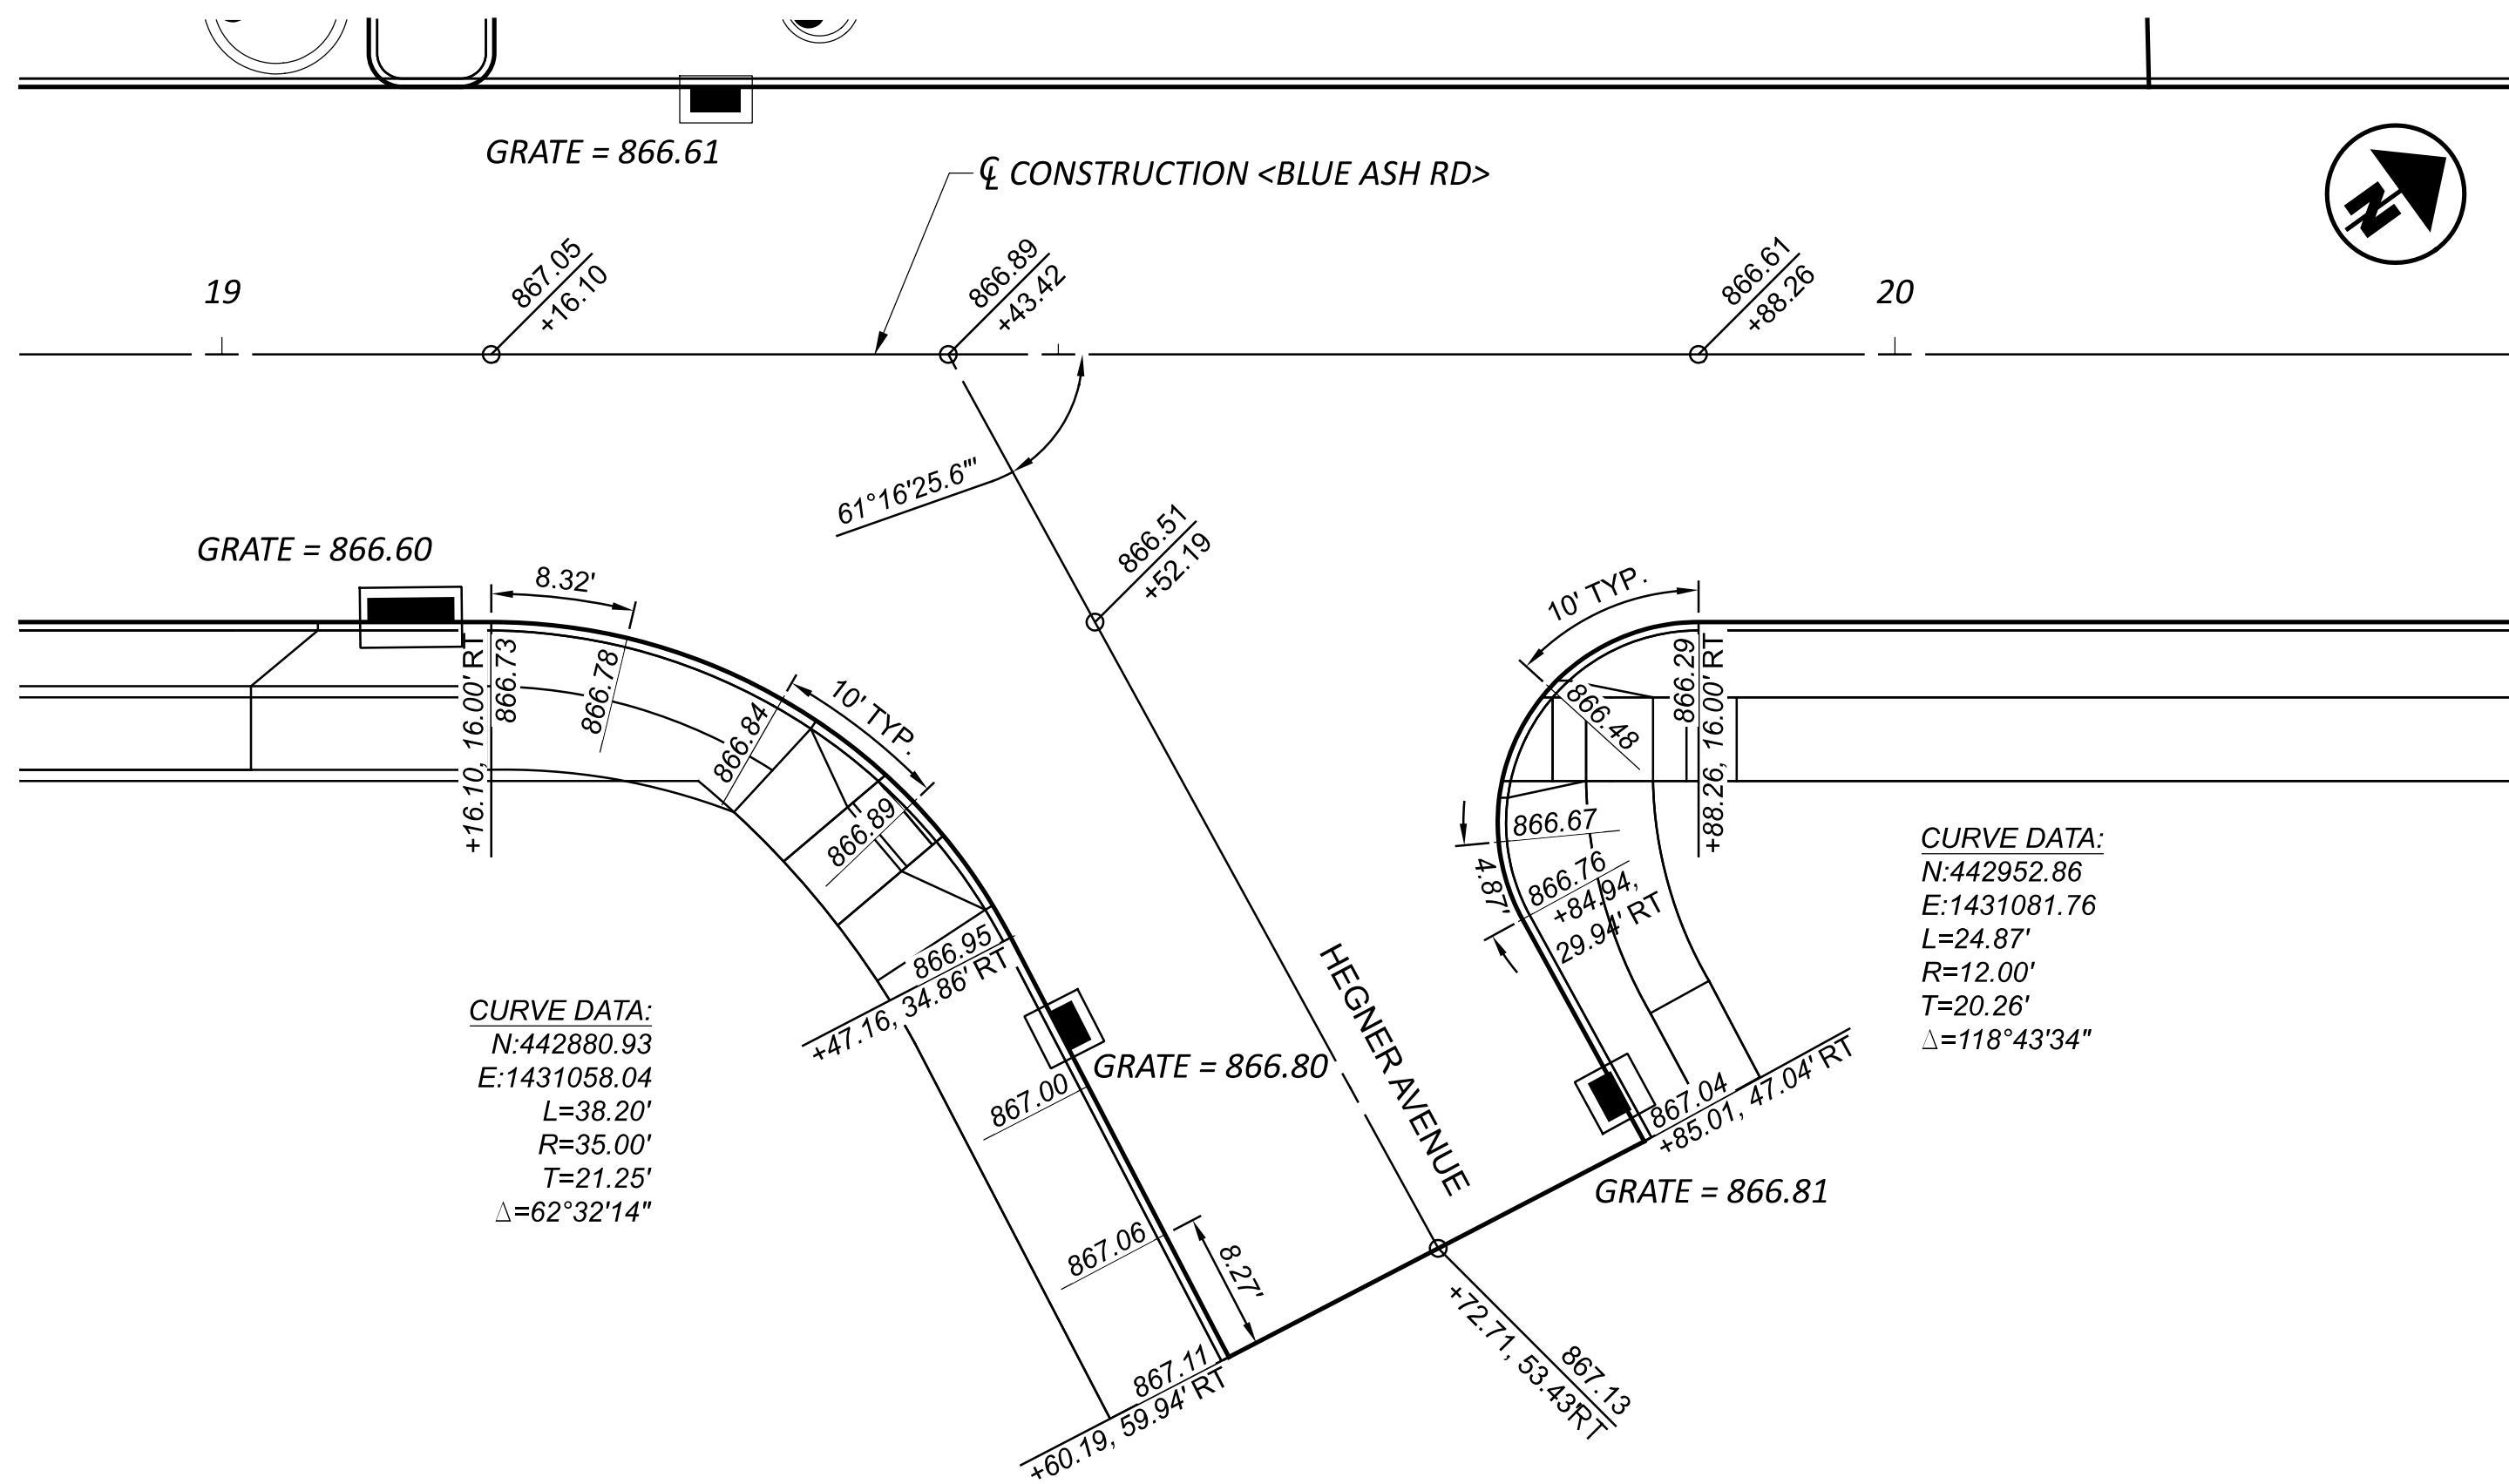 GRATE = 866.61
℄ CONSTRUCTION <BLUE ASH RD>
N
19
867.05
+16.10
866.89
+43.42
866.61
+88.26
20
61°16'25.6"'
866.51
+52.19
GRATE = 866.60
8.32'
10' TYP.
+16.10, 16.00' RT
866.73
866.78
866.84
10' TYP.
866.89
866.29
+88.26, 16.00' RT
866.48
866.67
4.87'
866.76
+84.94,
29.94' RT
CURVE DATA:
N:442952.86
E:1431081.76
L=24.87'
R=12.00'
T=20.26'
Δ=118°43'34"
866.95
+47.16, 34.86' RT
HEGNER AVENUE
CURVE DATA:
N:442880.93
E:1431058.04
L=38.20'
R=35.00'
T=21.25'
Δ=62°32'14"
GRATE = 866.80
867.00
867.04
+85.01, 47.04' RT
GRATE = 866.81
867.06
8.27'
867.11
+60.19, 59.94' RT
867.13
+72.71, 53.43'RT